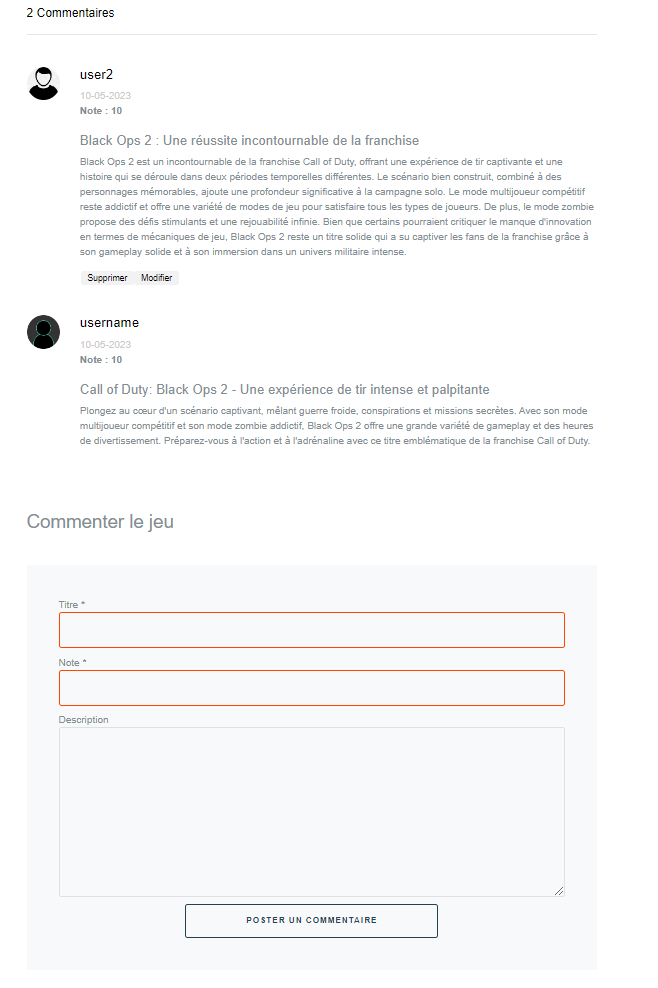 2 Commentaires
user2
10-05-2023
Note : 10
Black Ops 2 : Une réussite incontournable de la franchise
Black Ops 2 est un incontournable de la franchise Call of Duty, offrant une expérience de tir captivante et une
histoire qui se déroule dans deux périodes temporelles différentes. Le scénario bien construit, combiné à des
personnages mémorables, ajoute une profondeur significative à la campagne solo. Le mode multijoueur compétitif
reste addictif et offre une variété de modes de jeu pour satisfaire tous les types de joueurs. De plus, le mode zombie
propose des défis stimulants et une rejouabilité infinie. Bien que certains pourraient critiquer le manque d'innovation
en termes de mécaniques de jeu, Black Ops 2 reste un titre solide qui a su captiver les fans de la franchise grâce à
son gameplay solide et à son immersion dans un univers militaire intense.
Supprimer Modifier
username
10-05-2023
Note : 10
Call of Duty: Black Ops 2 - Une expérience de tir intense et palpitante
Plongez au cœur d'un scénario captivant, mêlant guerre froide, conspirations et missions secrètes. Avec son mode
multijoueur compétitif et son mode zombie addictif, Black Ops 2 offre une grande variété de gameplay et des heures
de divertissement. Préparez-vous à l'action et à l'adrénaline avec ce titre emblématique de la franchise Call of Duty.
Commenter le jeu
Titre *
Note *
Description
POSTER UN COMMENTAIRE